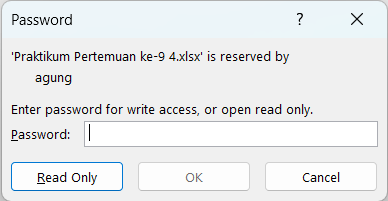 Password
?
'Praktikum Pertemuan ke-9 4.xlsx' is reserved by
agung
Enter password for write access, or open read only.
Password:
Read Only OK Cancel